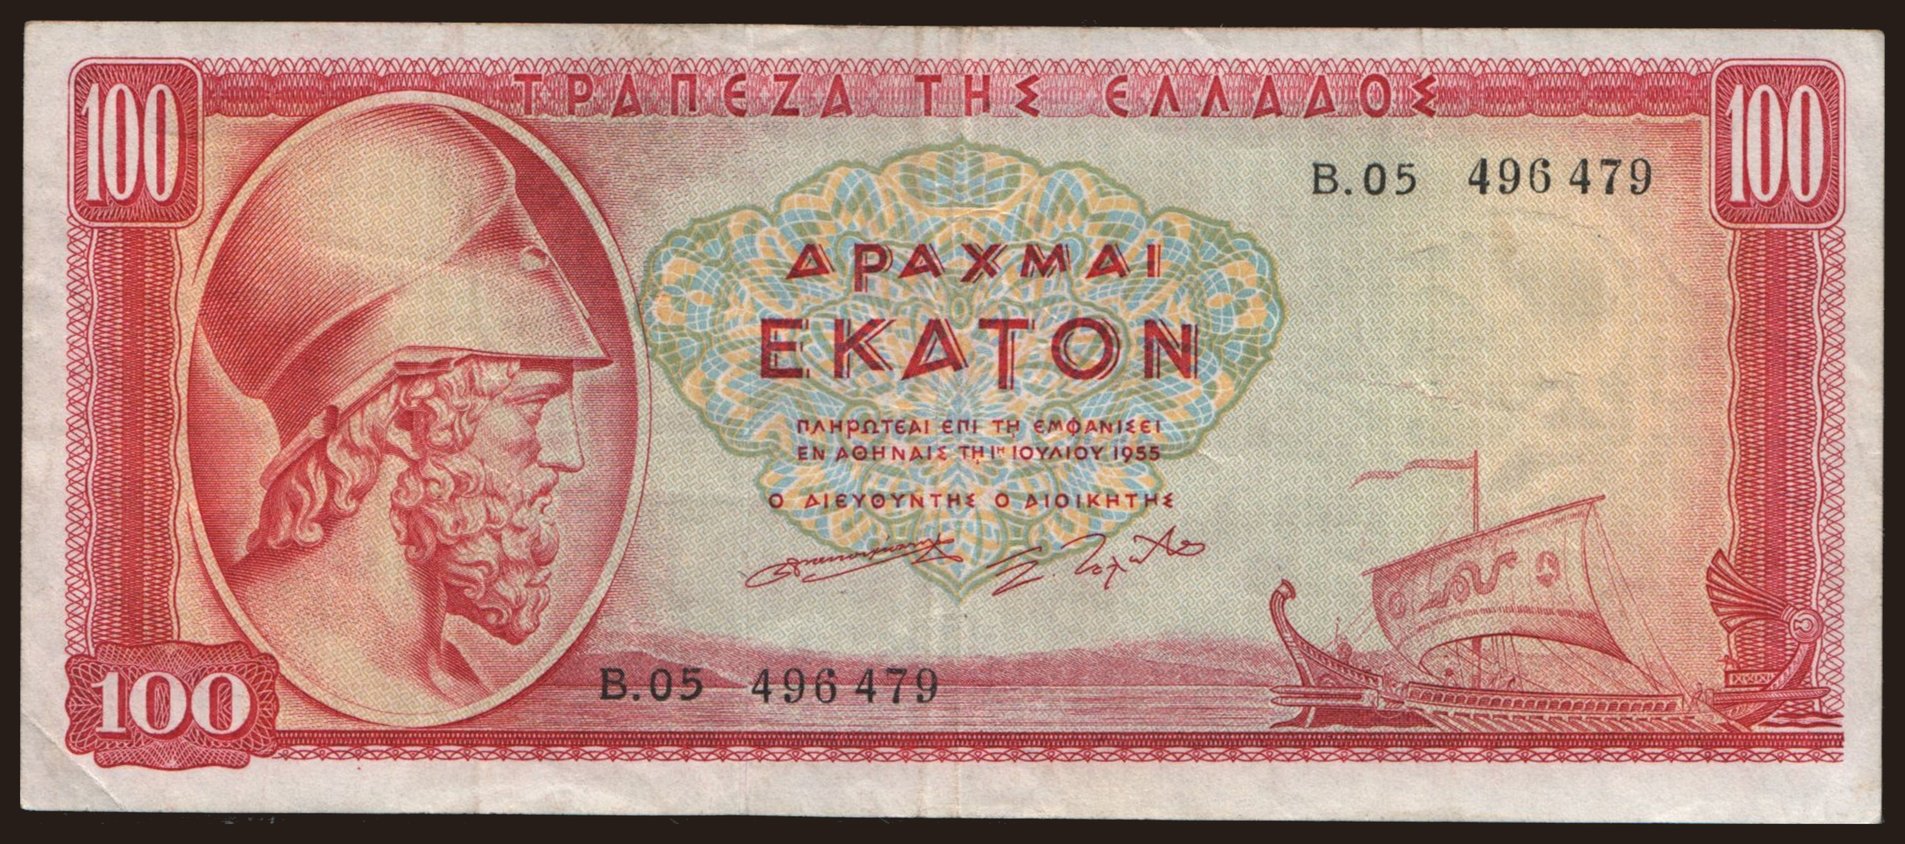 ΤΡΑΠΕΖΑ ΤΗΣ ΕΛΛΑΔΟΣ
100
100
Β.05 496 479
ΔΡΑΧΜΑΙ
ΕΚΑΤΟΝ
ΠΛΗΡΩΤΕΑΙ ΕΠΙ ΤΗ ΕΜΦΑΝΙΣΕΙ
ΕΝ ΑΘΗΝΑΙΣ ΤΗ 1Η ΙΟΥΛΙΟΥ 1955
Ο ΔΙΕΥΘΥΝΤΗΣ Ο ΔΙΟΙΚΗΤΗΣ
Β.05 496 479
100